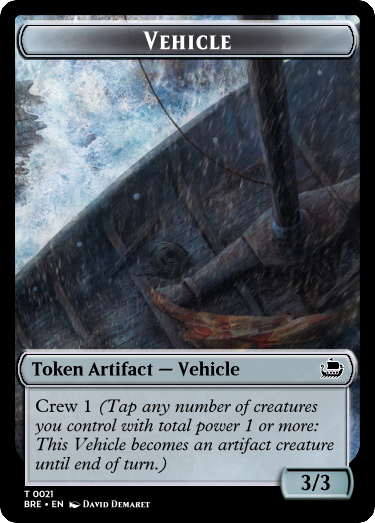 VEHICLE
Token Artifact — Vehicle
Crew 1 (Tap any number of creatures
you control with total power 1 or more:
This Vehicle becomes an artifact creature
until end of turn.)
3/3
T 0021
BRE • EN DAVID DEMARET